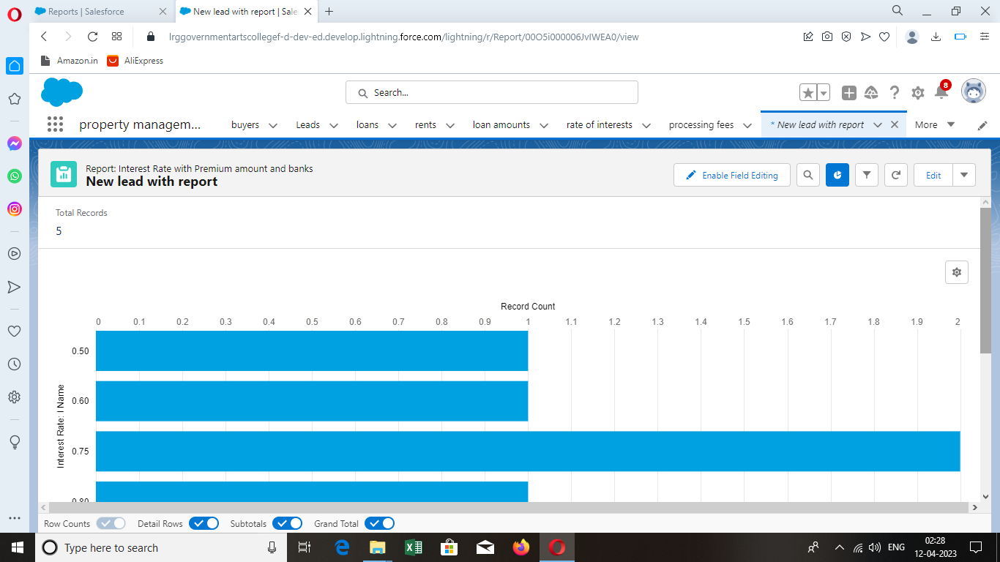 Reports | Salesforce
New lead with report | Sale
lrggovernmentartscollegef-d-dev-ed.develop.lightning.force.com/lightning/r/Report/00O5i000006JvIWEA0/view
Amazon.in
AliExpress
Search...
8
property managem...
buyers
Leads
loans
rents
loan amounts
rate of interests
processing fees
* New lead with report
More
Report: Interest Rate with Premium amount and banks
New lead with report
Enable Field Editing
Edit
Total Records
5
Record Count
0 0.1 0.2 0.3 0.4 0.5 0.6 0.7 0.8 0.9 1 1.1 1.2 1.3 1.4 1.5 1.6 1.7 1.8 1.9 2
Interest Rate: I Name
0.50
0.60
0.75
0.80
Row Counts
Detail Rows
Subtotals
Grand Total
Type here to search
ENG
02:28
12-04-2023